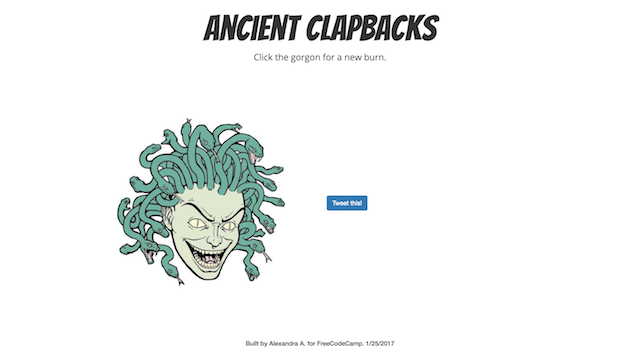 ANCIENT CLAPBACKS
Click the gorgon for a new burn.
Tweet this!
Built by Alexandra A. for FreeCodeCamp. 1/25/2017